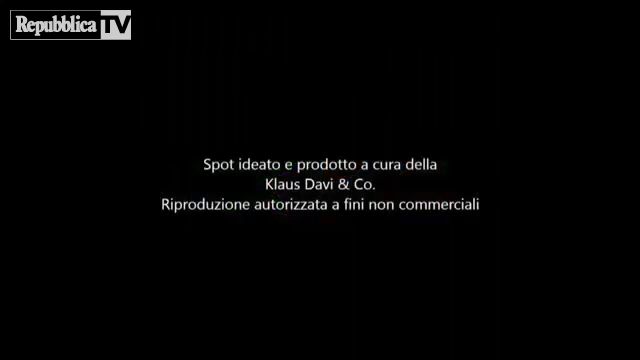 Repubblica TV
Spot ideato e prodotto a cura della
Klaus Davi & Co.
Riproduzione autorizzata a fini non commerciali